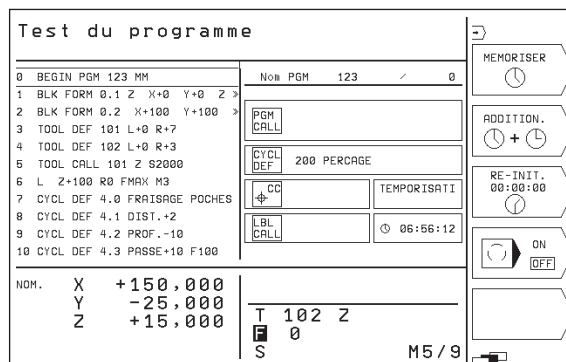 Test du programme
0 BEGIN PGM 123 MM
1 BLK FORM 0.1 Z X+0 Y+0 Z »
2 BLK FORM 0.2 X+100 Y+100 »
3 TOOL DEF 101 L+0 R+7
4 TOOL DEF 102 L+0 R+3
5 TOOL CALL 101 Z S2000
6 L Z+100 R0 FMAX M3
7 CYCL DEF 4.0 FRAISAGE POCHES
8 CYCL DEF 4.1 DIST.+2
9 CYCL DEF 4.2 PROF.-10
10 CYCL DEF 4.3 PASSE+10 F100
Nom PGM 123 / 0
PGM CALL
CYCL DEF 200 PERCAGE
CC TEMPORISATI
LBL CALL 06:56:12
NOM. X +150,000
Y -25,000
Z +15,000
T 102 Z
F 0
S M5/9
MEMORISER
ADDITION.
+
RE-INIT.
00:00:00
ON
OFF